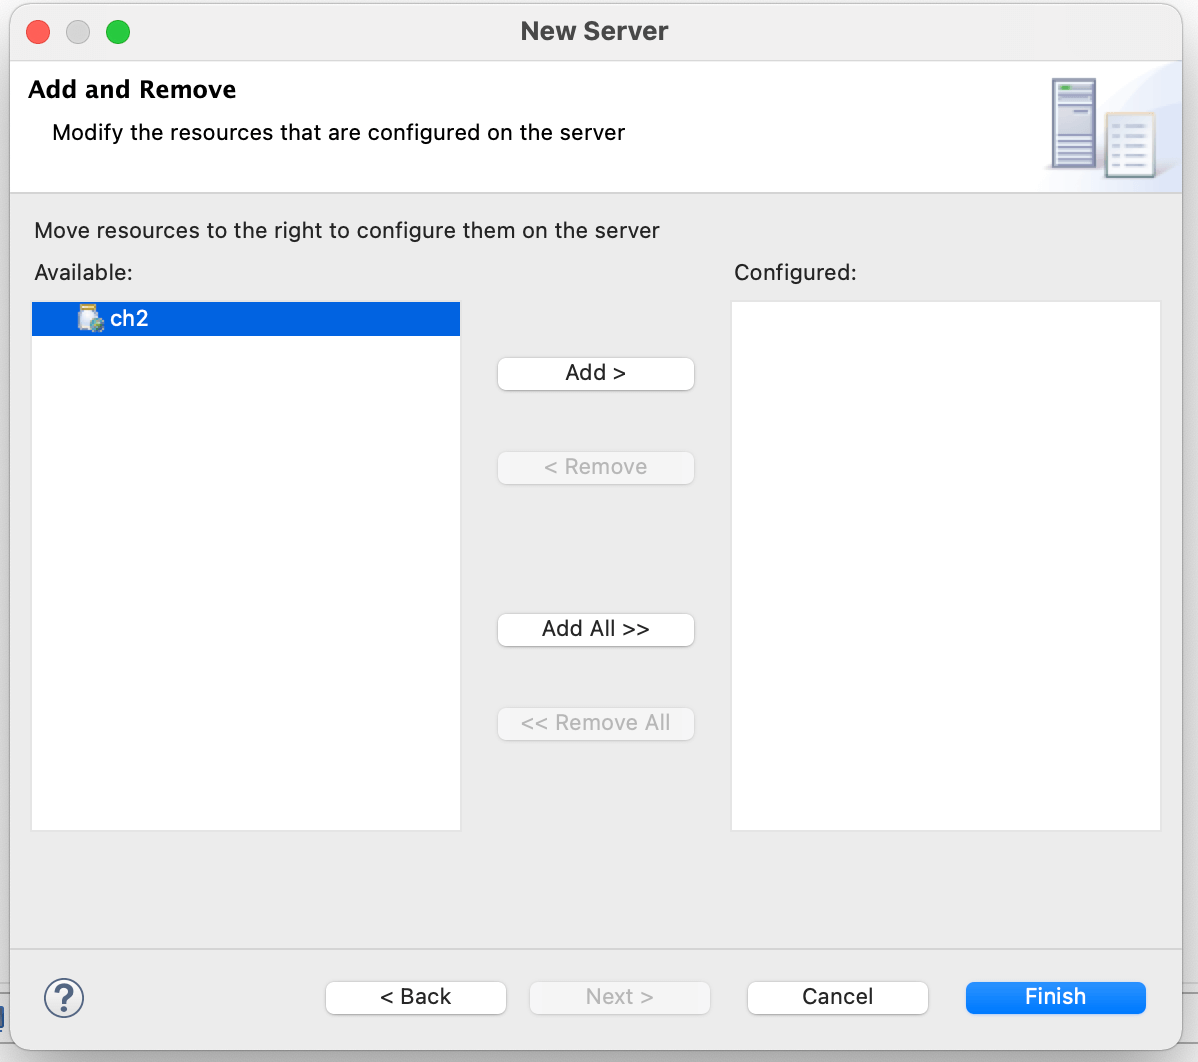 New Server
Add and Remove
Modify the resources that are configured on the server
Move resources to the right to configure them on the server
Available:
Configured:
ch2
Add >
< Remove
Add All >>
<< Remove All
?
< Back
Next >
Cancel
Finish